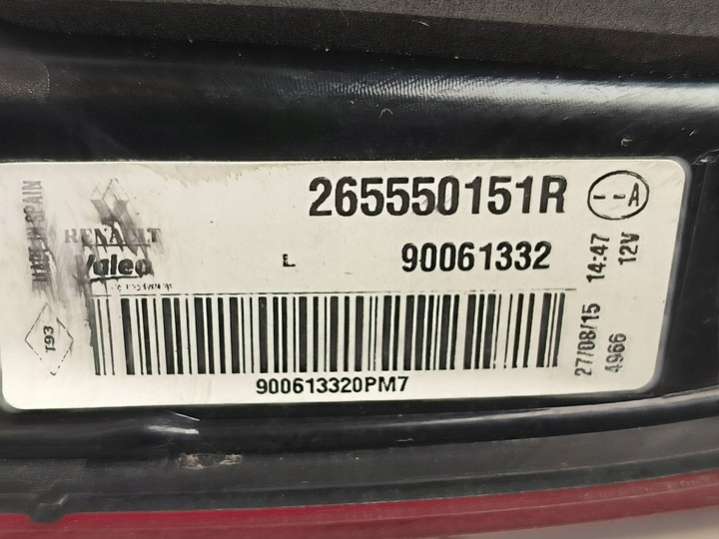 265550151R
--A
RENAULT
Valeo
L
90061332
900613320PM7
MADE IN SPAIN
T93
27/08/15 14:47
4966 12V